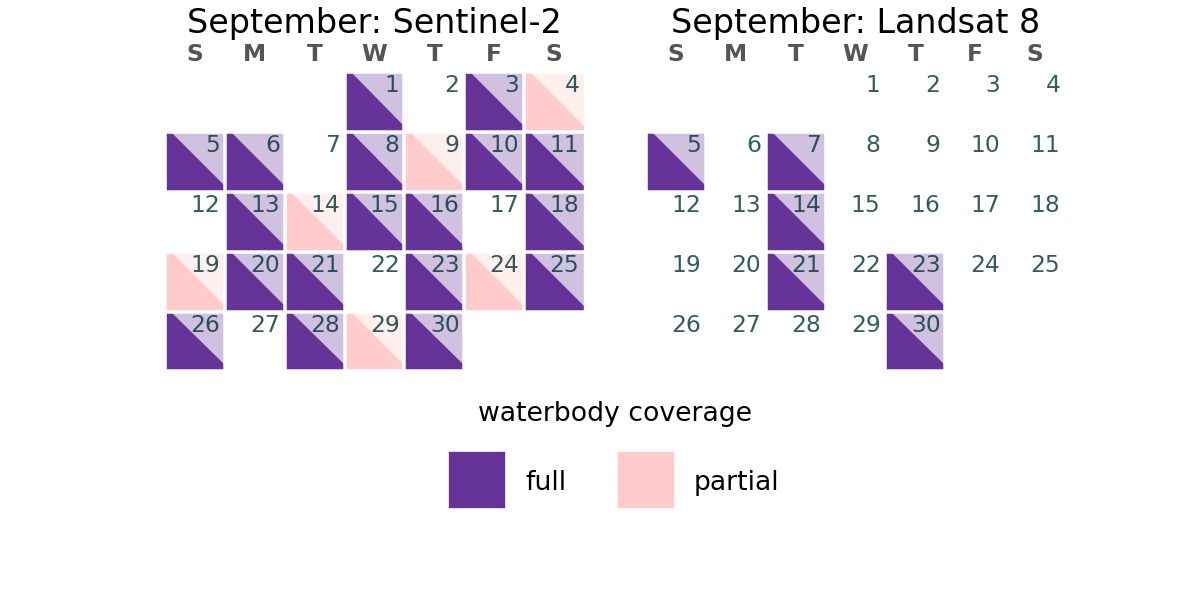 September: Sentinel-2
S M T W T F S
1 2 3 4
5 6 7 8 9 10 11
12 13 14 15 16 17 18
19 20 21 22 23 24 25
26 27 28 29 30
September: Landsat 8
S M T W T F S
1 2 3 4
5 6 7 8 9 10 11
12 13 14 15 16 17 18
19 20 21 22 23 24 25
26 27 28 29 30
waterbody coverage
full
partial